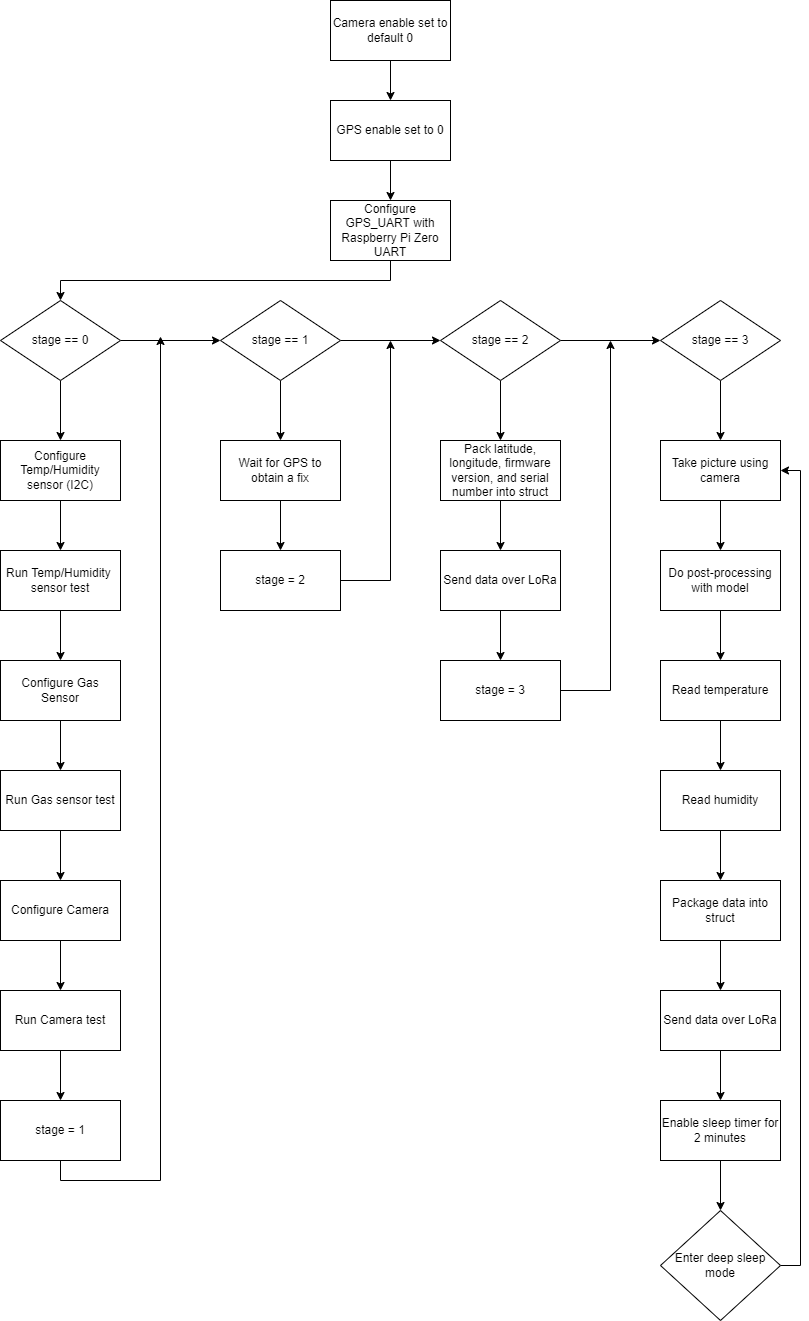 Camera enable set to
default 0
GPS enable set to 0
Configure
GPS_UART with
Raspberry Pi Zero
UART
stage == 0
stage == 1
stage == 2
stage == 3
Configure
Temp/Humidity
sensor (I2C)
Run Temp/Humidity
sensor test
Configure Gas
Sensor
Run Gas sensor test
Configure Camera
Run Camera test
stage = 1
Wait for GPS to
obtain a fix
stage = 2
Pack latitude,
longitude, firmware
version, and serial
number into struct
Send data over LoRa
stage = 3
Take picture using
camera
Do post-processing
with model
Read temperature
Read humidity
Package data into
struct
Send data over LoRa
Enable sleep timer for
2 minutes
Enter deep sleep
mode